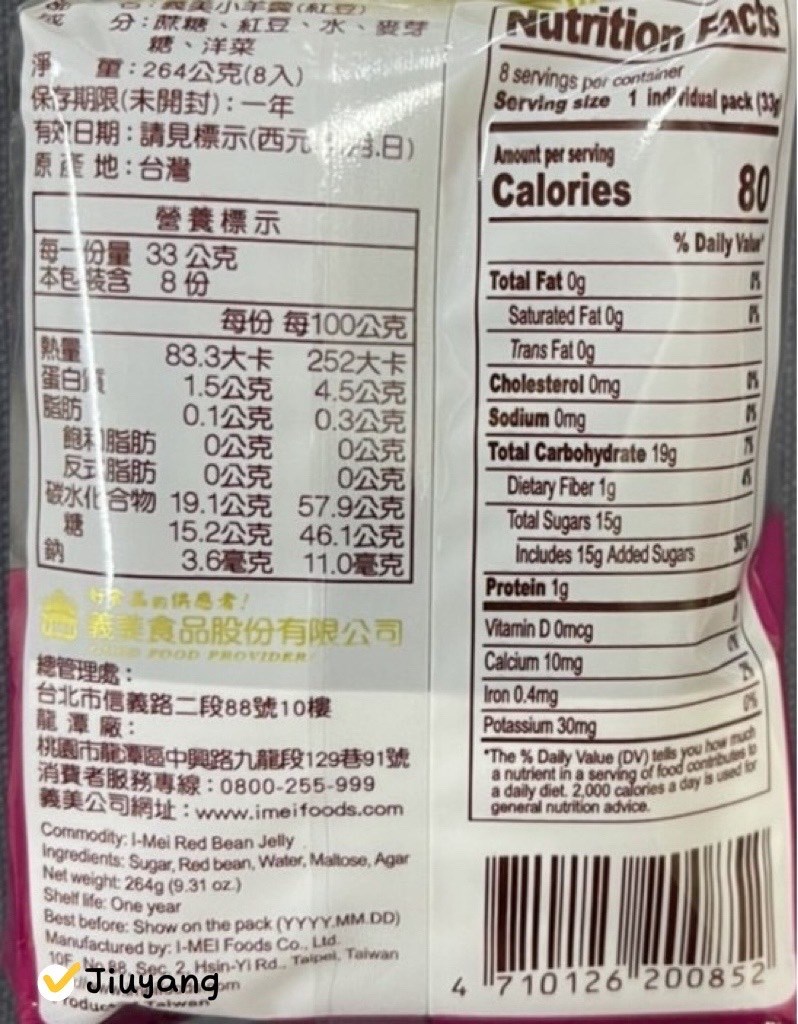 名：義美小羊羹(紅豆)
成 分：蔗糖、紅豆、水、麥芽
糖、洋菜
淨 重：264公克(8入)
保存期限(未開封)：一年
有效日期：請見標示(西元 月.日)
原產地：台灣
營養標示
每一份量 33 公克
本包裝含 8 份
每份 每100公克
熱量 83.3大卡 252大卡
蛋白質 1.5公克 4.5公克
脂肪 0.1公克 0.3公克
飽和脂肪 0公克 0公克
反式脂肪 0公克 0公克
碳水化合物 19.1公克 57.9公克
糖 15.2公克 46.1公克
鈉 3.6毫克 11.0毫克
義美食品股份有限公司
FOOD PROVIDER
總管理處：
台北市信義路二段88號10樓
龍潭廠：
桃園市龍潭區中興路九龍段129巷91號
消費者服務專線：0800-255-999
義美公司網址：www.imeifoods.com
Commodity: I-Mei Red Bean Jelly
Ingredients: Sugar, Red bean, Water, Maltose, Agar
Net weight: 264g (9.31 oz.)
Shelf life: One year
Best before: Show on the pack (YYYY.MM.DD)
Manufactured by: I-MEI Foods Co., Ltd.
10F., No.88, Sec. 2, Hsin-Yi Rd., Taipei, Taiwan
Jiuyang
Taiwan
Nutrition Facts
8 servings per container
Serving size 1 individual pack (33g
Amount per serving
Calories 80
% Daily Value*
Total Fat 0g 0%
Saturated Fat 0g 0%
Trans Fat 0g
Cholesterol 0mg 0%
Sodium 0mg 0%
Total Carbohydrate 19g 7%
Dietary Fiber 1g 4%
Total Sugars 15g
Includes 15g Added Sugars 30%
Protein 1g
Vitamin D 0mcg
Calcium 10mg 0%
Iron 0.4mg 2%
Potassium 30mg 0%
*The % Daily Value (DV) tells you how much
a nutrient in a serving of food contributes to
a daily diet. 2,000 calories a day is used for
general nutrition advice.
4 710126 200852